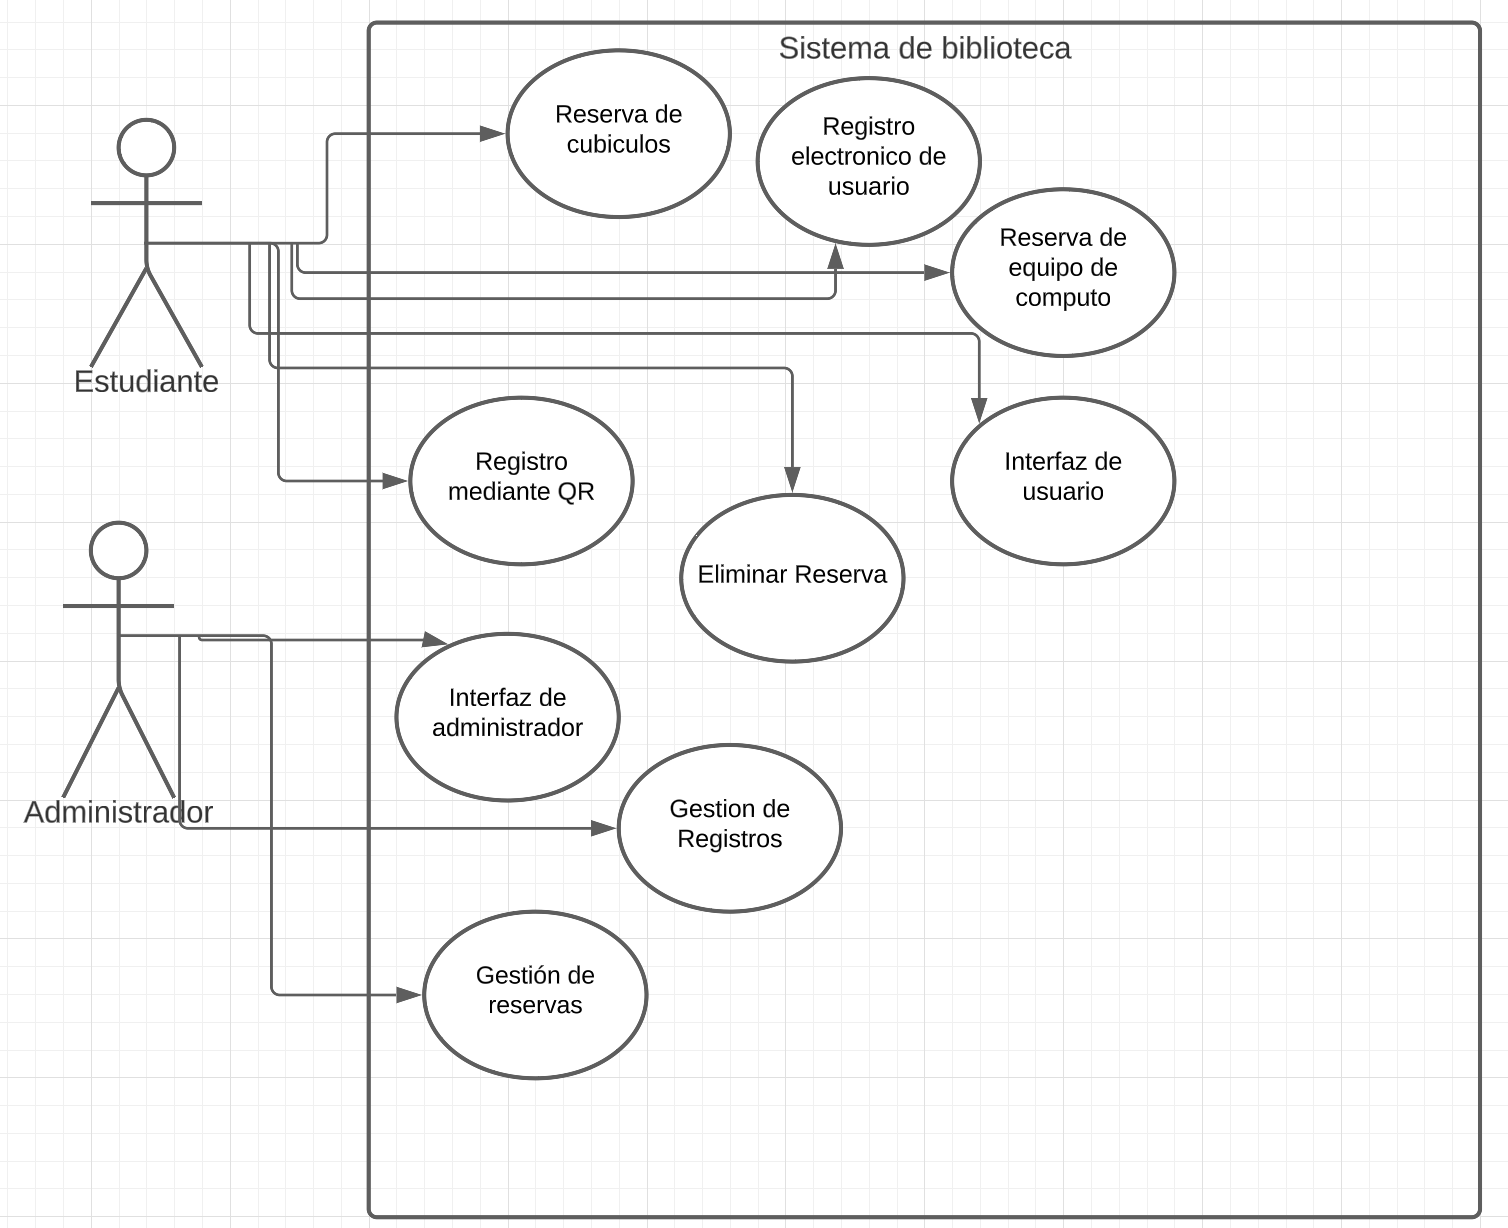 Sistema de biblioteca
Reserva de
cubiculos
Registro
electronico de
usuario
Reserva de
equipo de
computo
Estudiante
Registro
mediante QR
Interfaz de
usuario
Eliminar Reserva
Interfaz de
administrador
Administrador
Gestion de
Registros
Gestión de
reservas